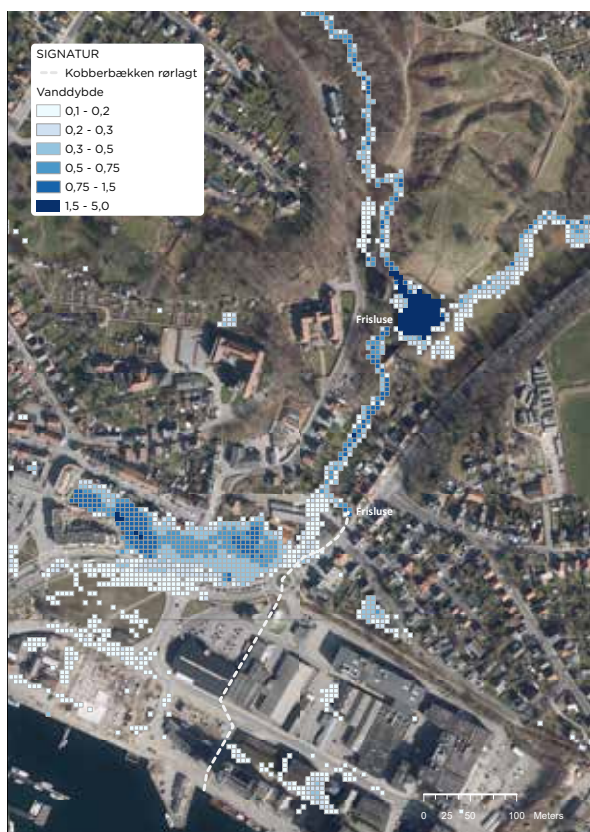 SIGNATUR
Kobberbækken rørlagt
Vanddybde
0,1 - 0,2
0,2 - 0,3
0,3 - 0,5
0,5 - 0,75
0,75 - 1,5
1,5 - 5,0
Frisluse
Frisluse
0 25 50 100 Meters